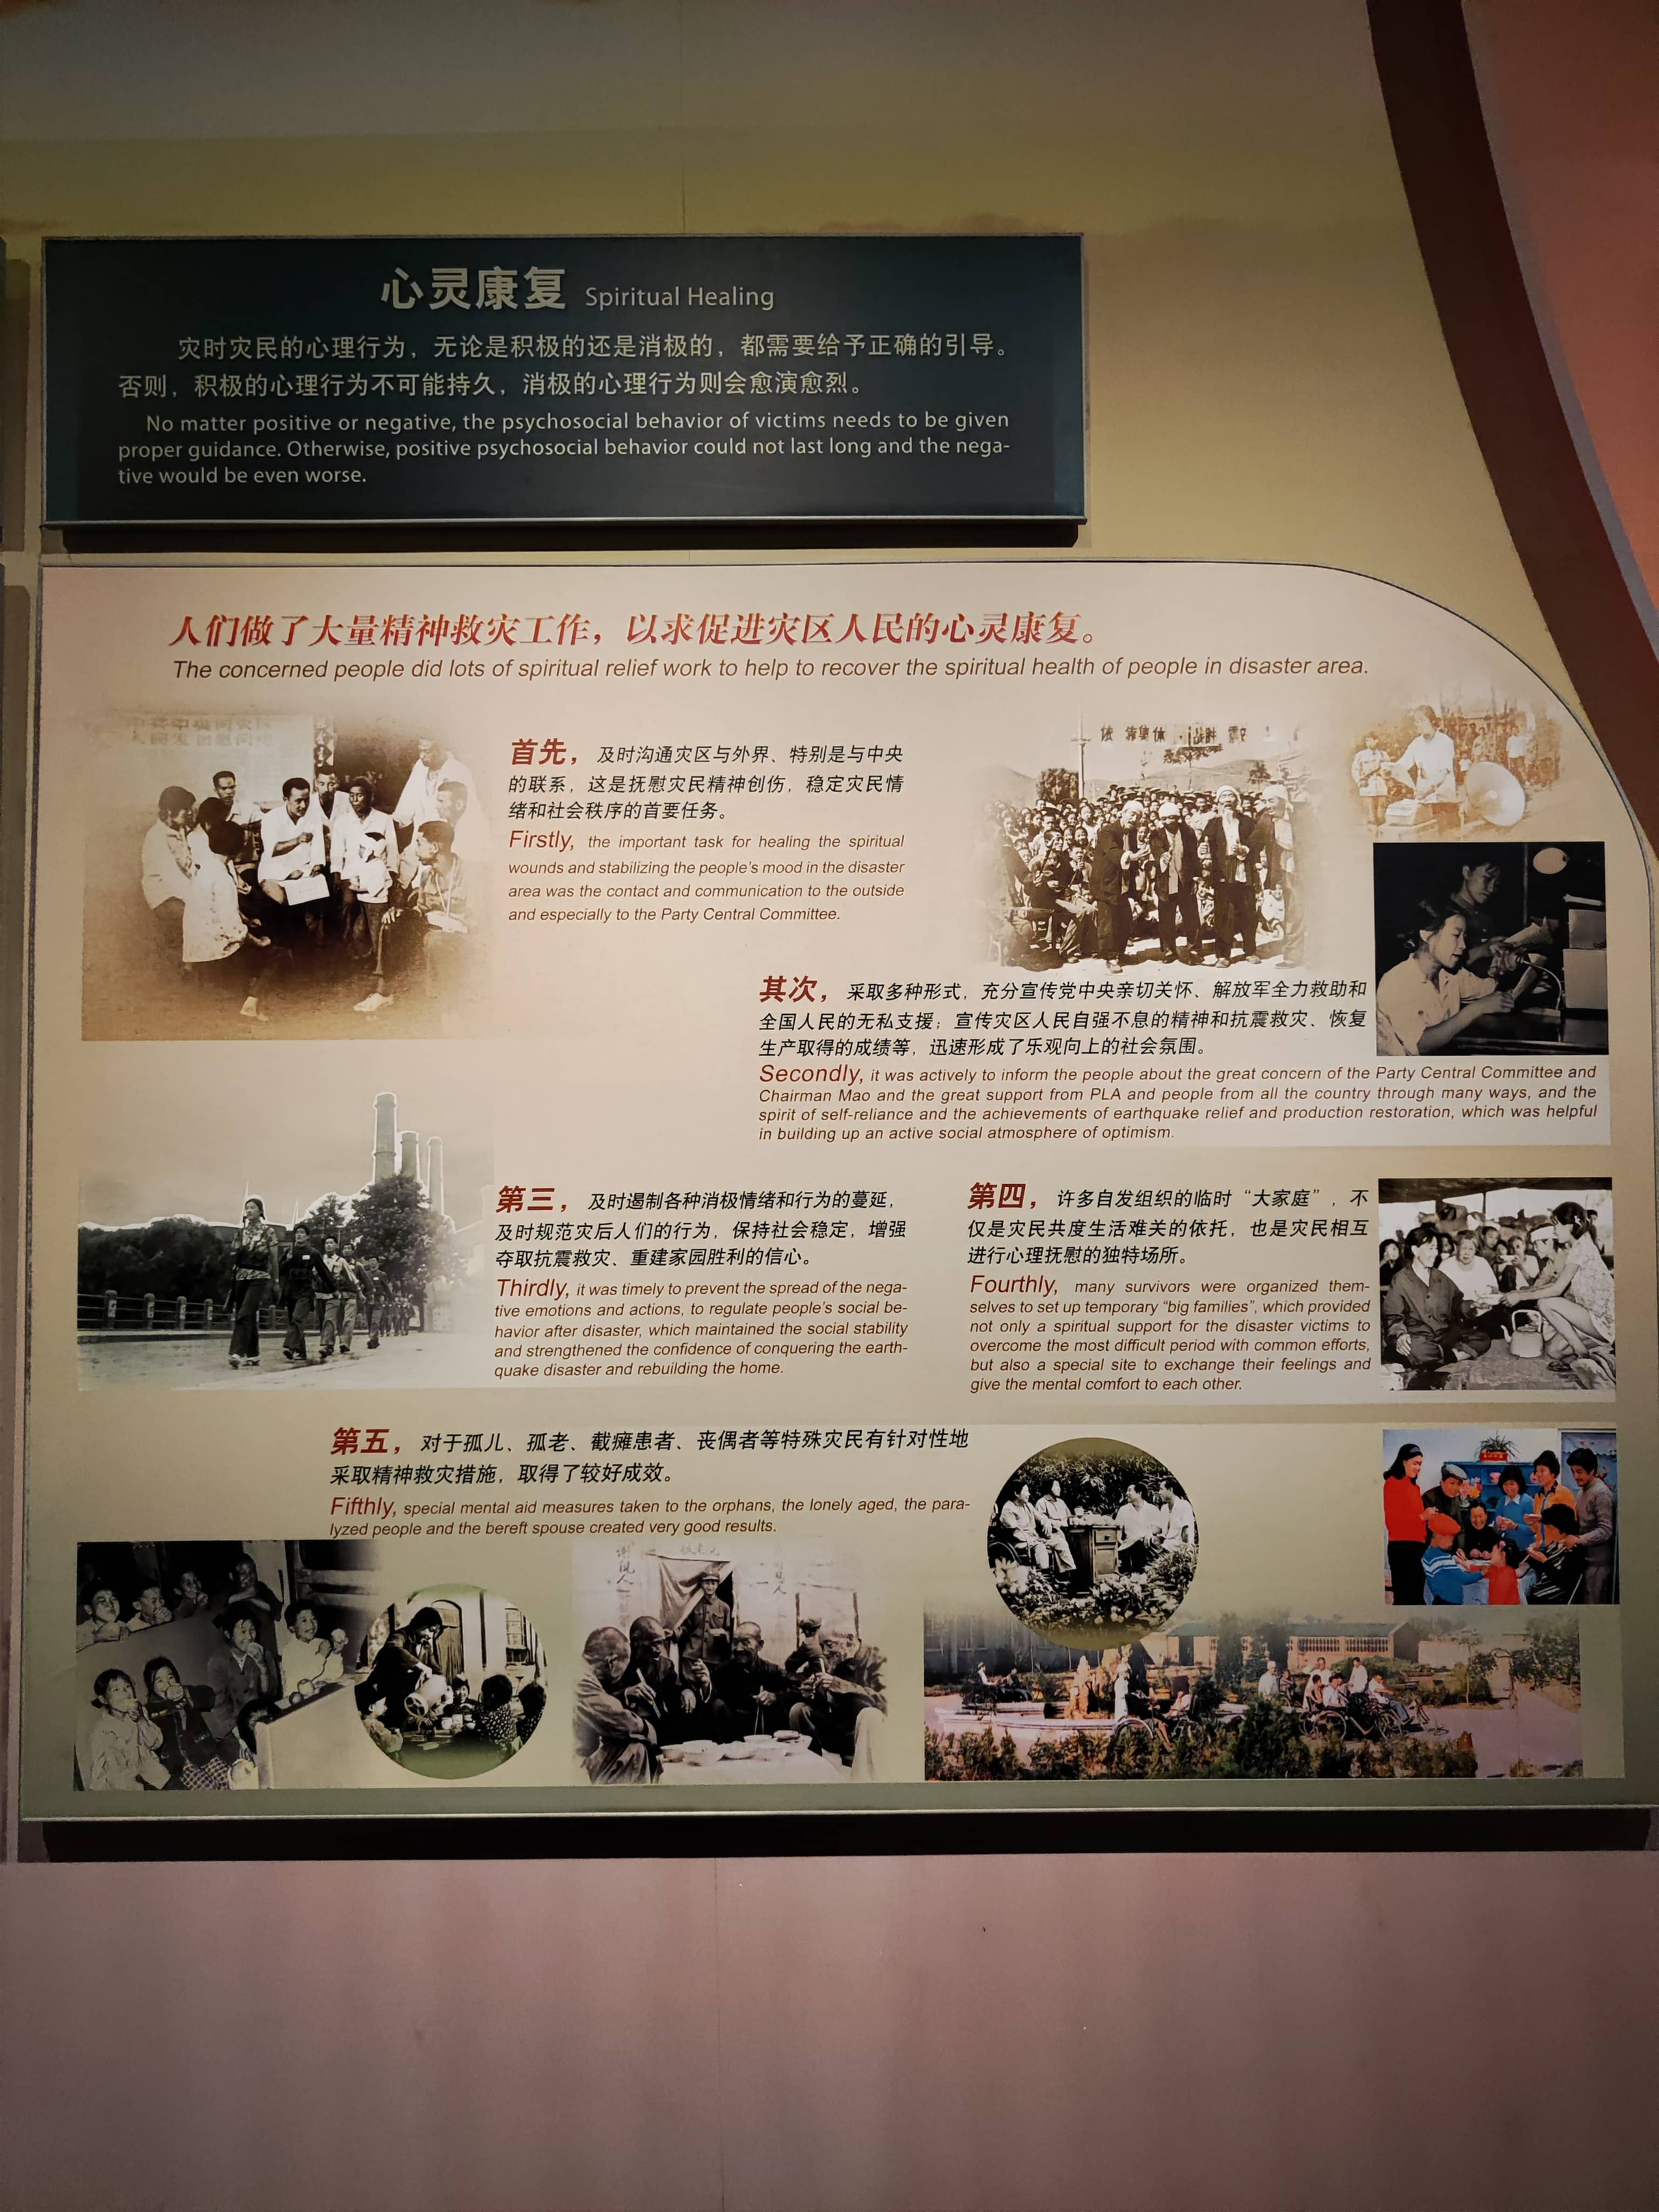 心灵康复 Spiritual Healing
灾时灾民的心理行为，无论是积极的还是消极的，都需要给予正确的引导。
否则，积极的心理行为不可能持久，消极的心理行为则会愈演愈烈。
No matter positive or negative, the psychosocial behavior of victims needs to be given
proper guidance. Otherwise, positive psychosocial behavior could not last long and the nega-
tive would be even worse.
人们做了大量精神救灾工作，以求促进灾区人民的心灵康复。
The concerned people did lots of spiritual relief work to help to recover the spiritual health of people in disaster area.
首先，及时沟通灾区与外界、特别是与中央
的联系，这是抚慰灾民精神创伤，稳定灾民情
绪和社会秩序的首要任务。
Firstly, the important task for healing the spiritual
wounds and stabilizing the people's mood in the disaster
area was the contact and communication to the outside
and especially to the Party Central Committee.
其次，采取多种形式，充分宣传党中央亲切关怀、解放军全力救助和
全国人民的无私支援；宣传灾区人民自强不息的精神和抗震救灾、恢复
生产取得的成绩等，迅速形成了乐观向上的社会氛围。
Secondly, it was actively to inform the people about the great concern of the Party Central Committee and
Chairman Mao and the great support from PLA and people from all the country through many ways, and the
spirit of self-reliance and the achievements of earthquake relief and production restoration, which was helpful
in building up an active social atmosphere of optimism.
第三，及时遏制各种消极情绪和行为的蔓延，
及时规范灾后人们的行为，保持社会稳定，增强
夺取抗震救灾、重建家园胜利的信心。
Thirdly, it was timely to prevent the spread of the nega-
tive emotions and actions, to regulate people's social be-
havior after disaster, which maintained the social stability
and strengthened the confidence of conquering the earth-
quake disaster and rebuilding the home.
第四，许多自发组织的临时“大家庭”，不
仅是灾民共度生活难关的依托，也是灾民相互
进行心理抚慰的独特场所。
Fourthly, many survivors were organized them-
selves to set up temporary “big families”, which provided
not only a spiritual support for the disaster victims to
overcome the most difficult period with common efforts,
but also a special site to exchange their feelings and
give the mental comfort to each other.
第五，对于孤儿、孤老、截瘫患者、丧偶者等特殊灾民有针对性地
采取精神救灾措施，取得了较好成效。
Fifthly, special mental aid measures taken to the orphans, the lonely aged, the para-
lyzed people and the bereft spouse created very good results.